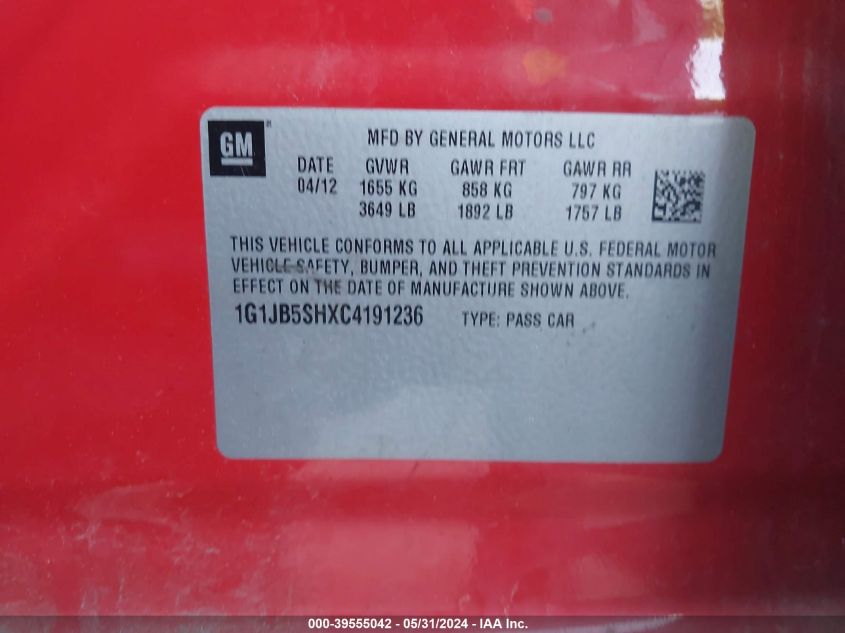 GM
MFD BY GENERAL MOTORS LLC
DATE GVWR GAWR FRT GAWR RR
04/12 1655 KG 858 KG 797 KG
3649 LB 1892 LB 1757 LB
THIS VEHICLE CONFORMS TO ALL APPLICABLE U.S. FEDERAL MOTOR
VEHICLE SAFETY, BUMPER, AND THEFT PREVENTION STANDARDS IN
EFFECT ON THE DATE OF MANUFACTURE SHOWN ABOVE.
1G1JB5SHXC4191236 TYPE: PASS CAR
000-39555042 - 05/31/2024 - IAA Inc.